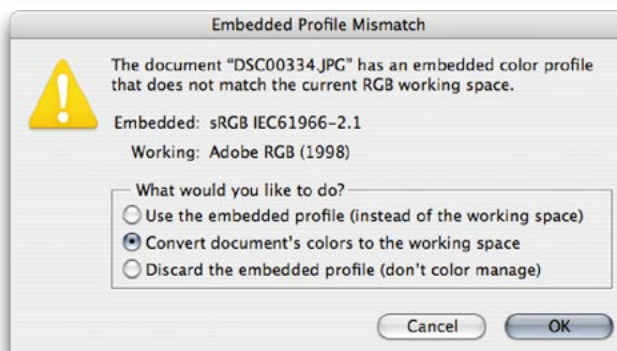 Embedded Profile Mismatch
The document “DSC00334.JPG” has an embedded color profile
that does not match the current RGB working space.
Embedded: sRGB IEC61966-2.1
Working: Adobe RGB (1998)
What would you like to do?
Use the embedded profile (instead of the working space)
Convert document's colors to the working space
Discard the embedded profile (don't color manage)
Cancel OK